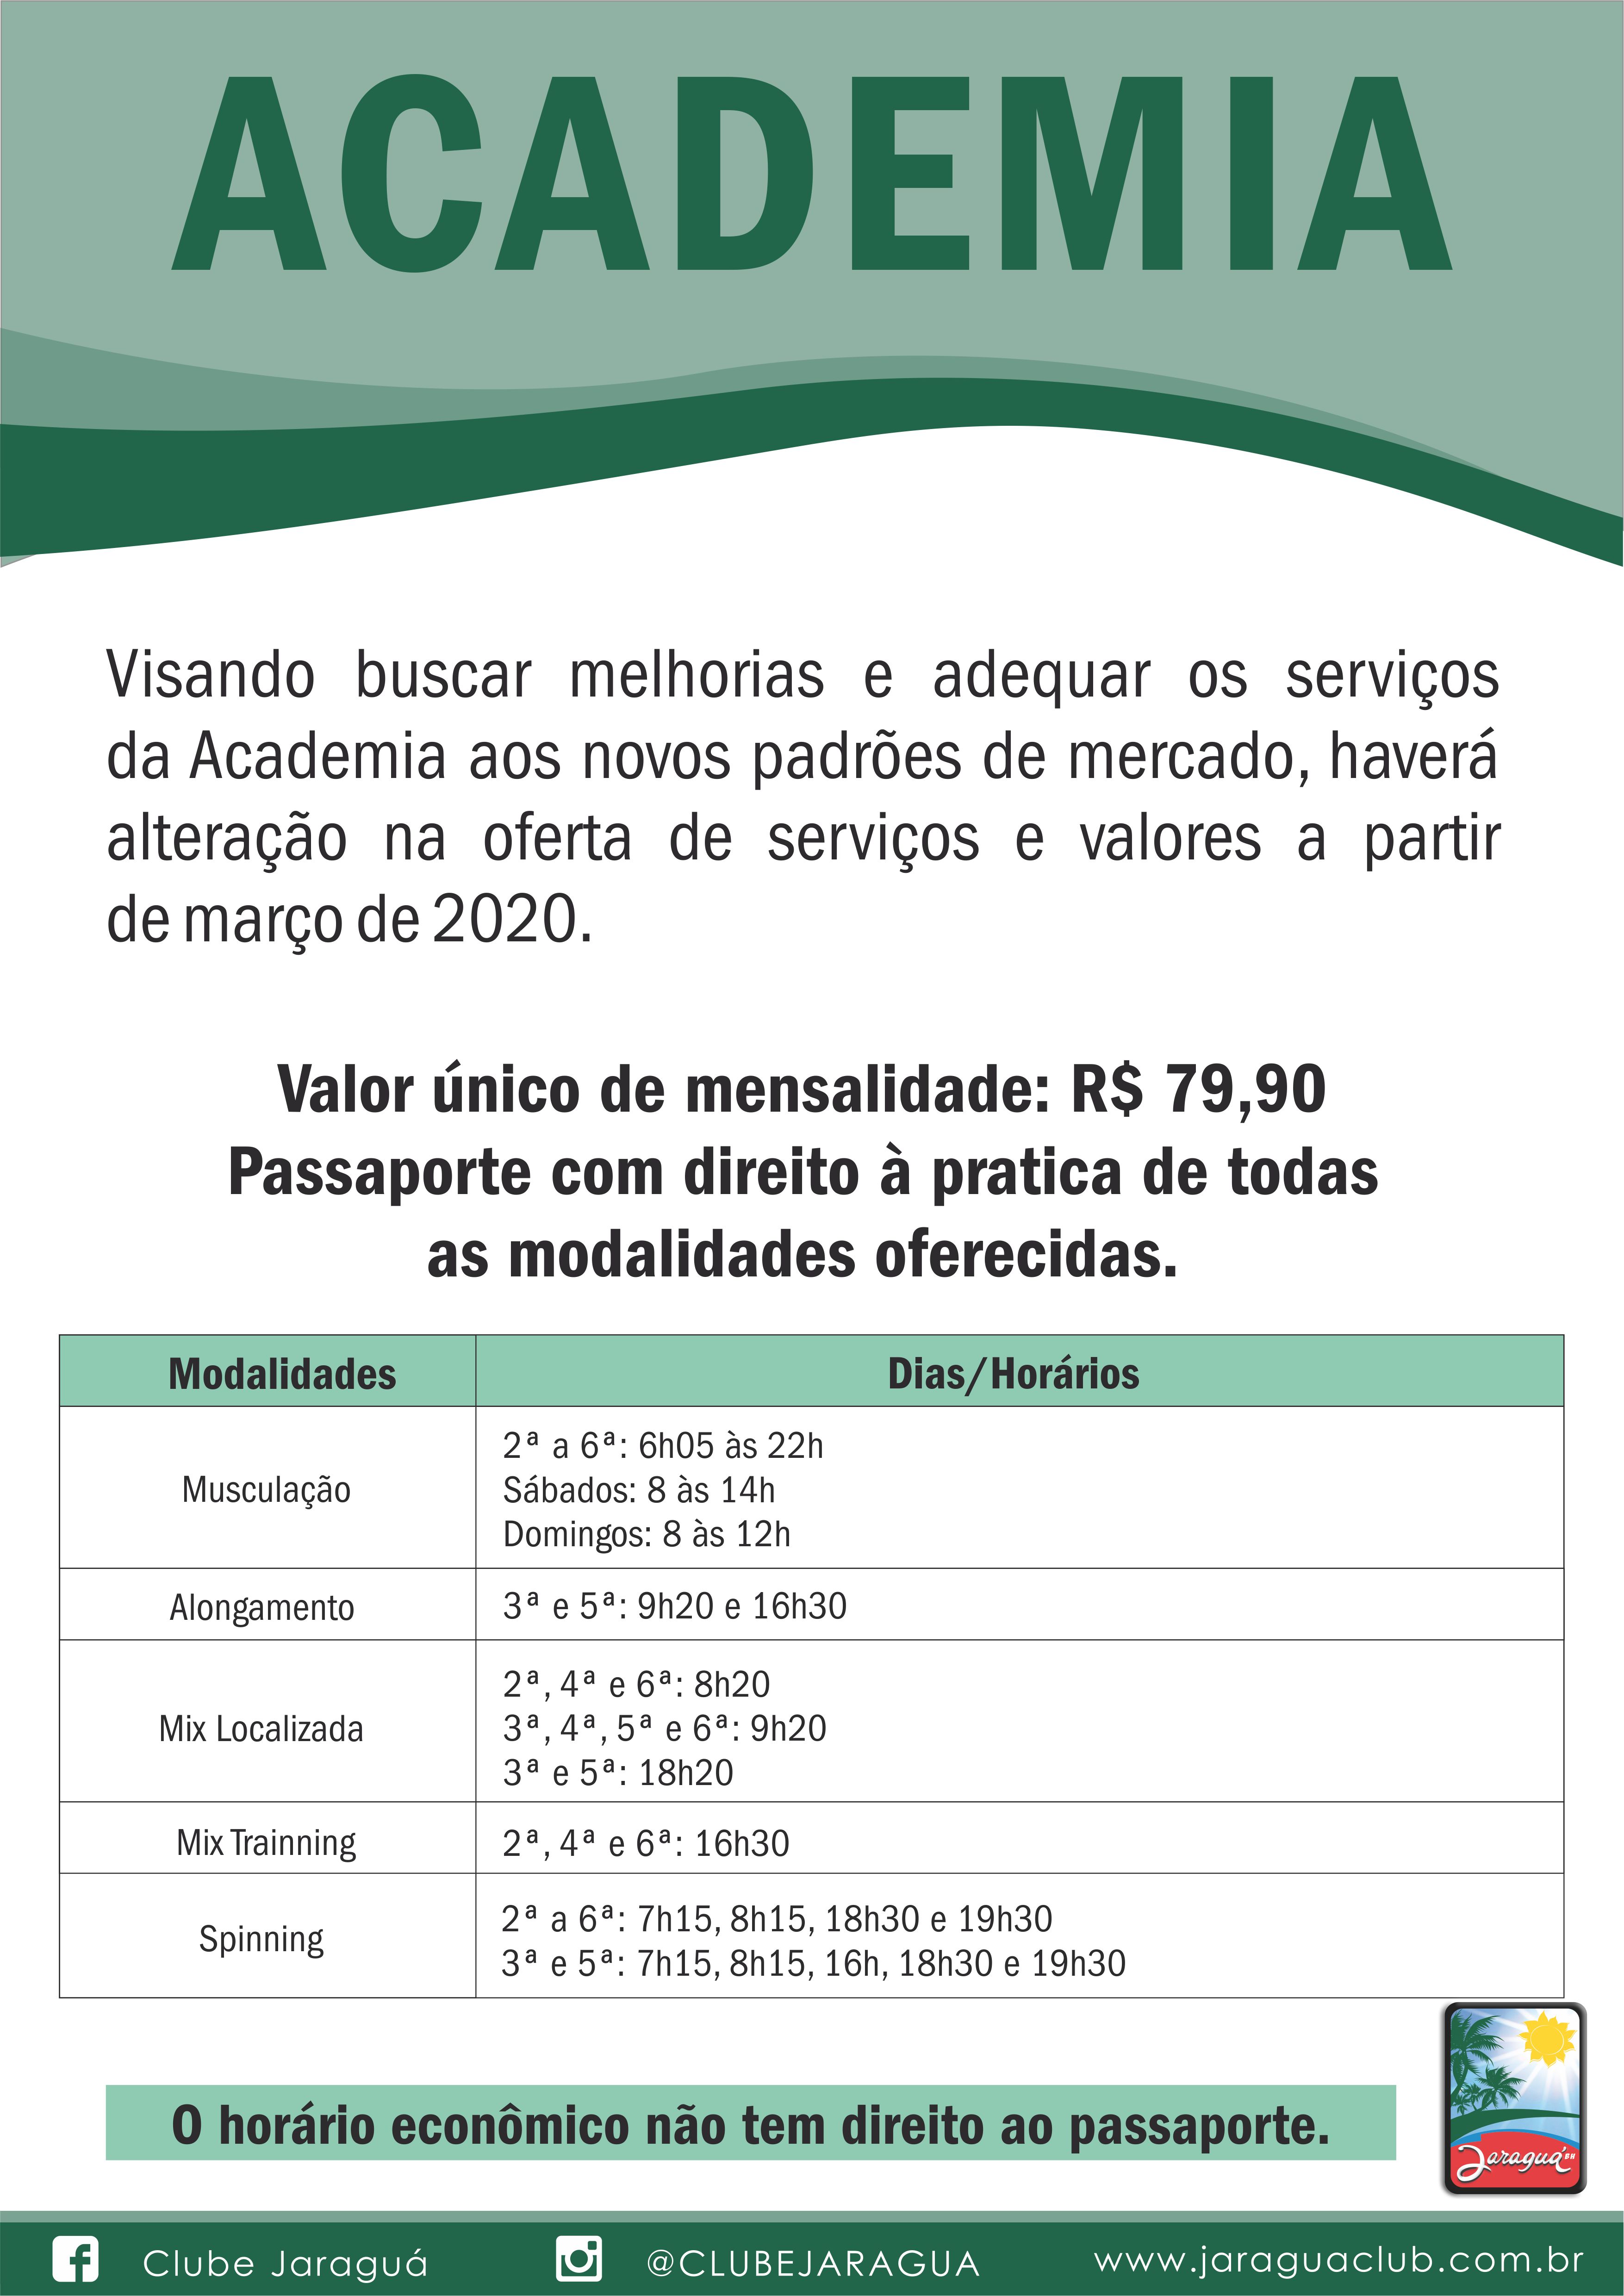 ACADEMIA
Visando buscar melhorias e adequar os serviços
da Academia aos novos padrões de mercado, haverá
alteração na oferta de serviços e valores a partir
de março de 2020.
Valor único de mensalidade: R$ 79,90
Passaporte com direito à pratica de todas
as modalidades oferecidas.
Modalidades
Dias/Horários
Musculação
2ª a 6ª: 6h05 às 22h
Sábados: 8 às 14h
Domingos: 8 às 12h
Alongamento
3ª e 5ª: 9h20 e 16h30
Mix Localizada
2ª, 4ª e 6ª: 8h20
3ª, 4ª, 5ª e 6ª: 9h20
3ª e 5ª: 18h20
Mix Trainning
2ª, 4ª e 6ª: 16h30
Spinning
2ª a 6ª: 7h15, 8h15, 18h30 e 19h30
3ª e 5ª: 7h15, 8h15, 16h, 18h30 e 19h30
O horário econômico não tem direito ao passaporte.
Jaraguá BH
Clube Jaraguá
@CLUBEJARAGUA
www.jaraguaclub.com.br